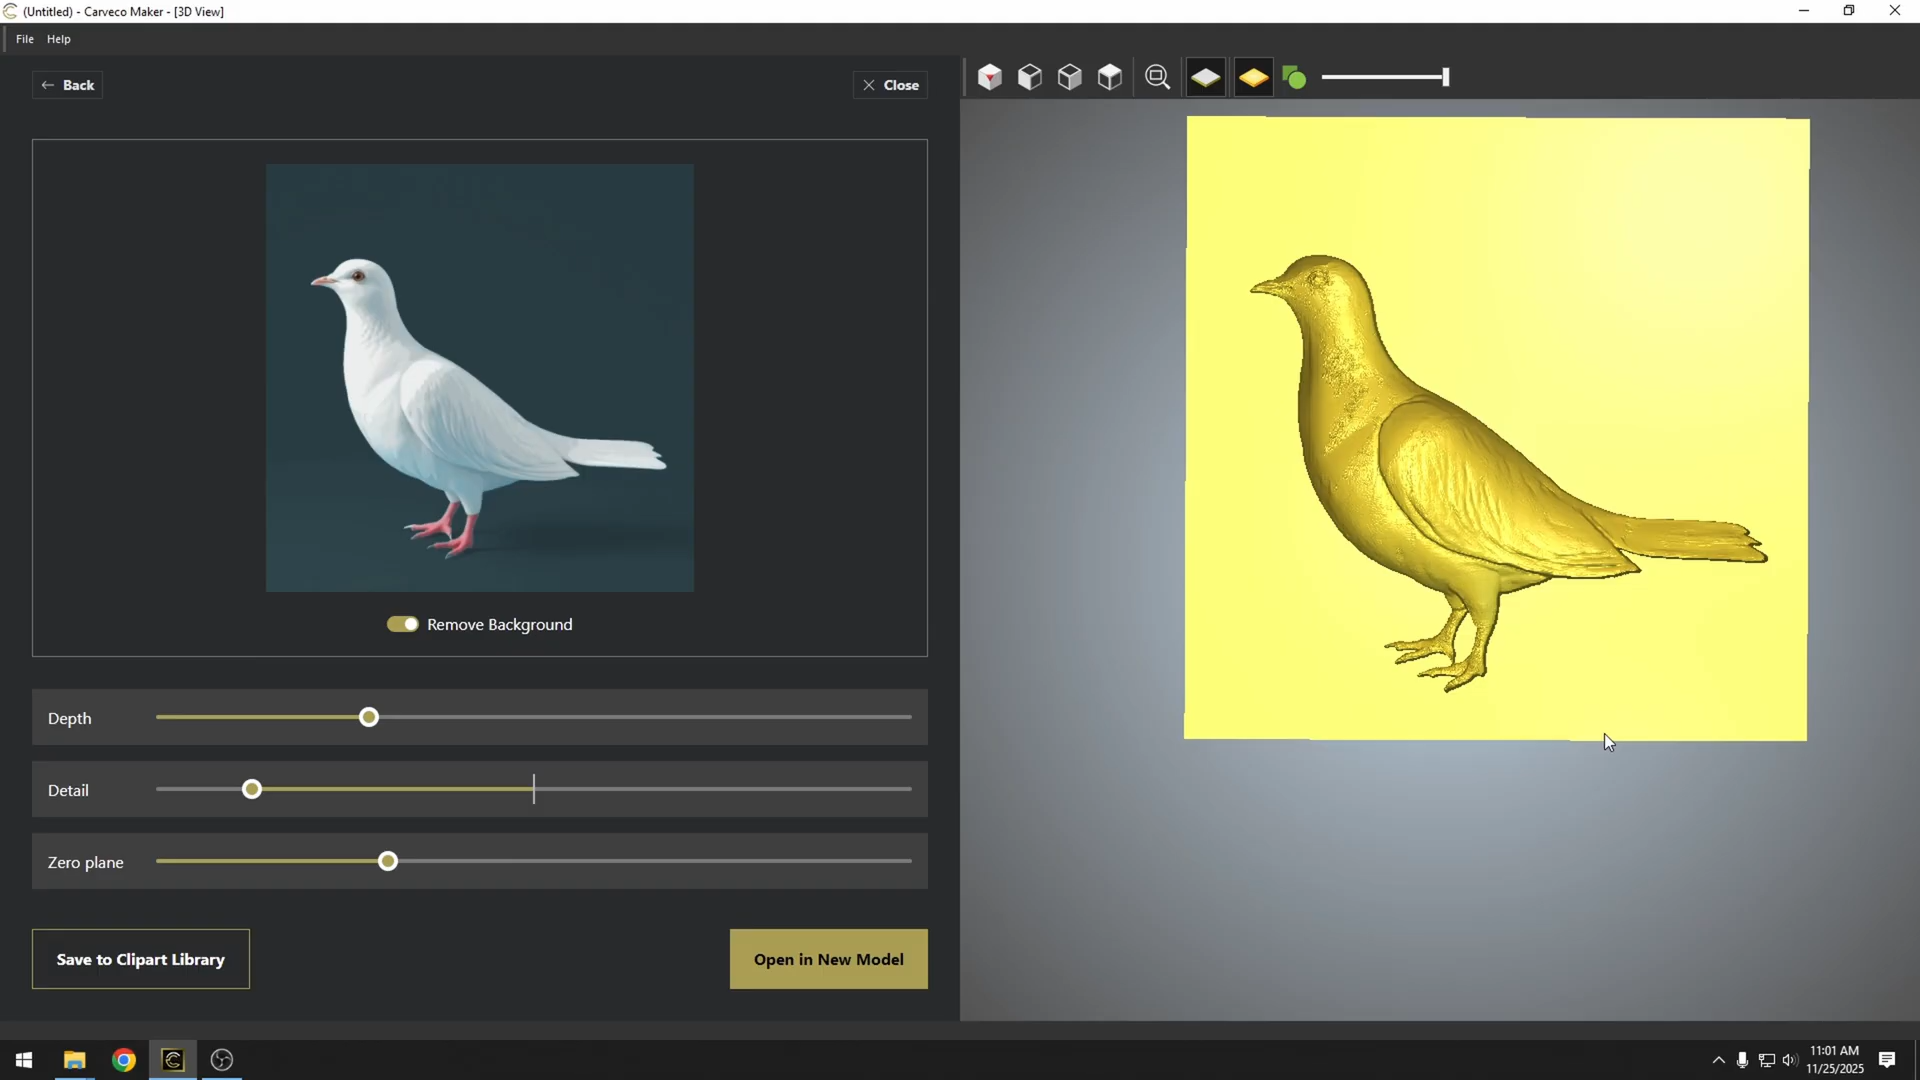 (Untitled) - Carveco Maker - [3D View]
File Help
Back
Close
Remove Background
Depth
Detail
Zero plane
Save to Clipart Library
Open in New Model
11:01 AM
11/25/2025